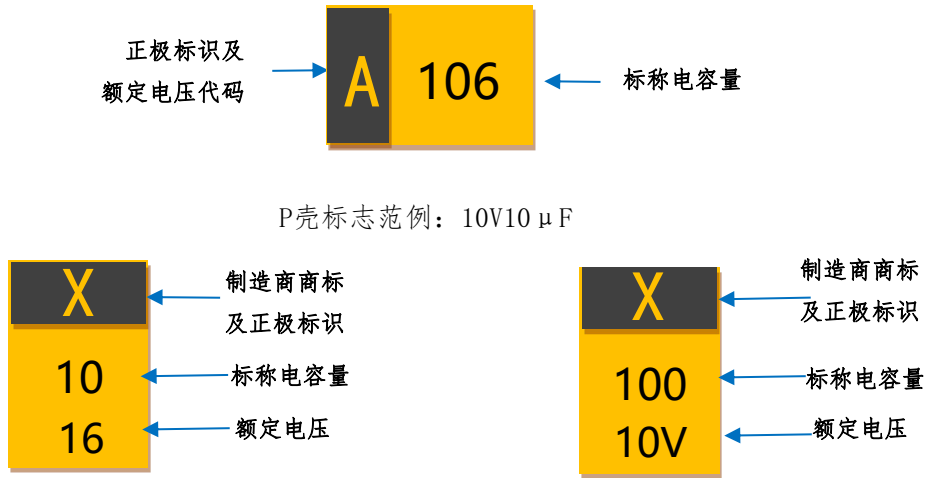 正极标识及
额定电压代码
A
106
标称电容量
P壳标志范例：10V10μF
X
制造商商标
及正极标识
10
标称电容量
16
额定电压
X
制造商商标
及正极标识
100
标称电容量
10V
额定电压